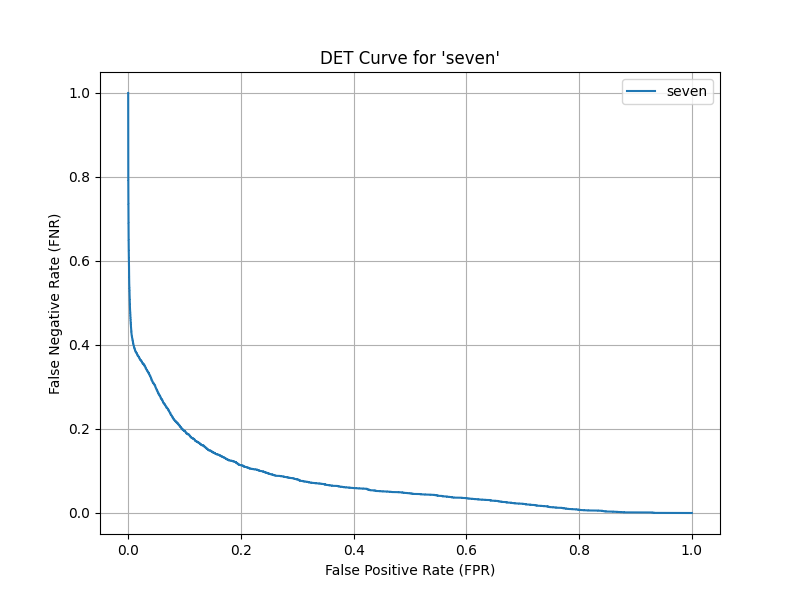 DET Curve for 'seven'
seven
1.0
0.8
0.6
0.4
0.2
0.0
False Negative Rate (FNR)
0.0 0.2 0.4 0.6 0.8 1.0
False Positive Rate (FPR)